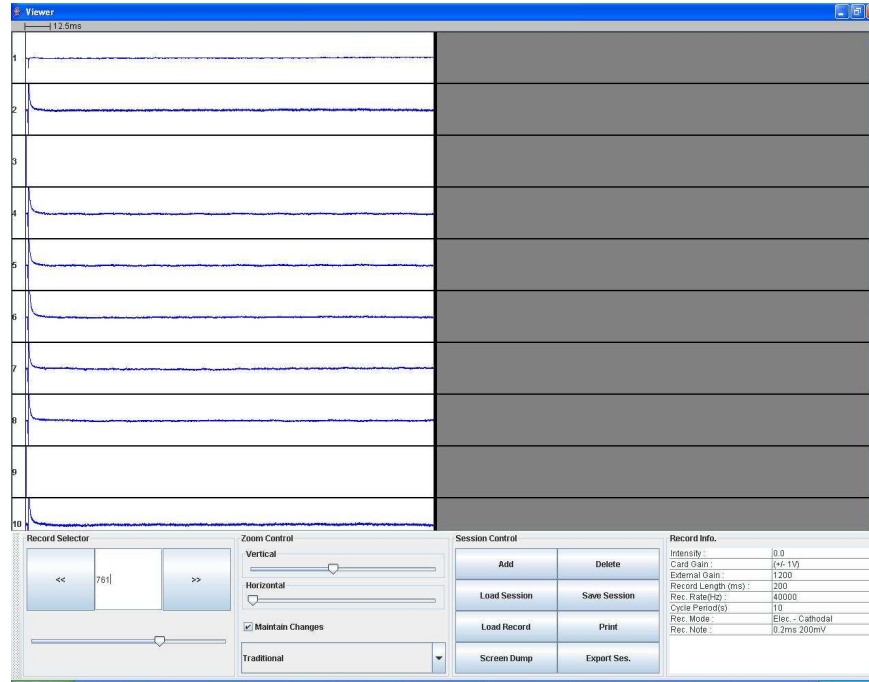 Viewer
12.5ms
1
2
3
4
5
6
7
8
9
10
Record Selector
<<
761
>>
Zoom Control
Vertical
Horizontal
Maintain Changes
Traditional
Session Control
Add
Delete
Load Session
Save Session
Load Record
Print
Screen Dump
Export Ses.
Record Info.
Intensity : 0.0
Card Gain : (+/- 1V)
External Gain : 1200
Record Length (ms) : 200
Rec. Rate(Hz) : 40000
Cycle Period(s) 10
Rec. Mode : Elec. - Cathodal
Rec. Note : 0.2ms 200mV